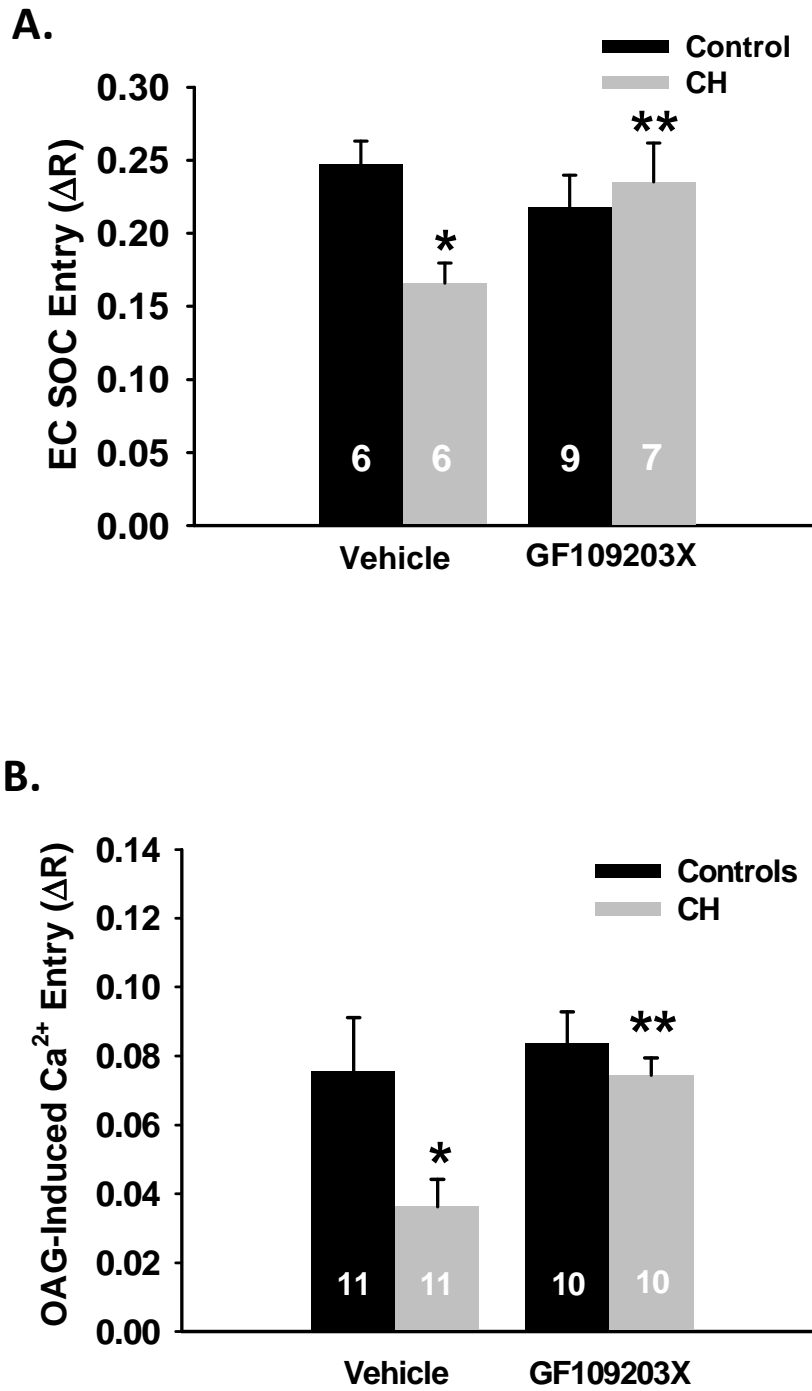 A.
Control
CH
EC SOC Entry (ΔR)
0.30
0.25
0.20
0.15
0.10
0.05
0.00
*
**
6
6
9
7
Vehicle
GF109203X
B.
Controls
CH
OAG-Induced Ca²⁺ Entry (ΔR)
0.14
0.12
0.10
0.08
0.06
0.04
0.02
0.00
*
**
11
11
10
10
Vehicle
GF109203X